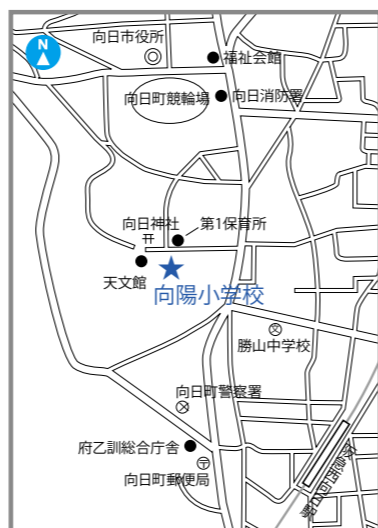 向日市役所
N
福祉会館
向日町競輪場
向日消防署
向日神社
第1保育所
天文館
向陽小学校
勝山中学校
向日町警察署
府乙訓総合庁舎
向日町郵便局